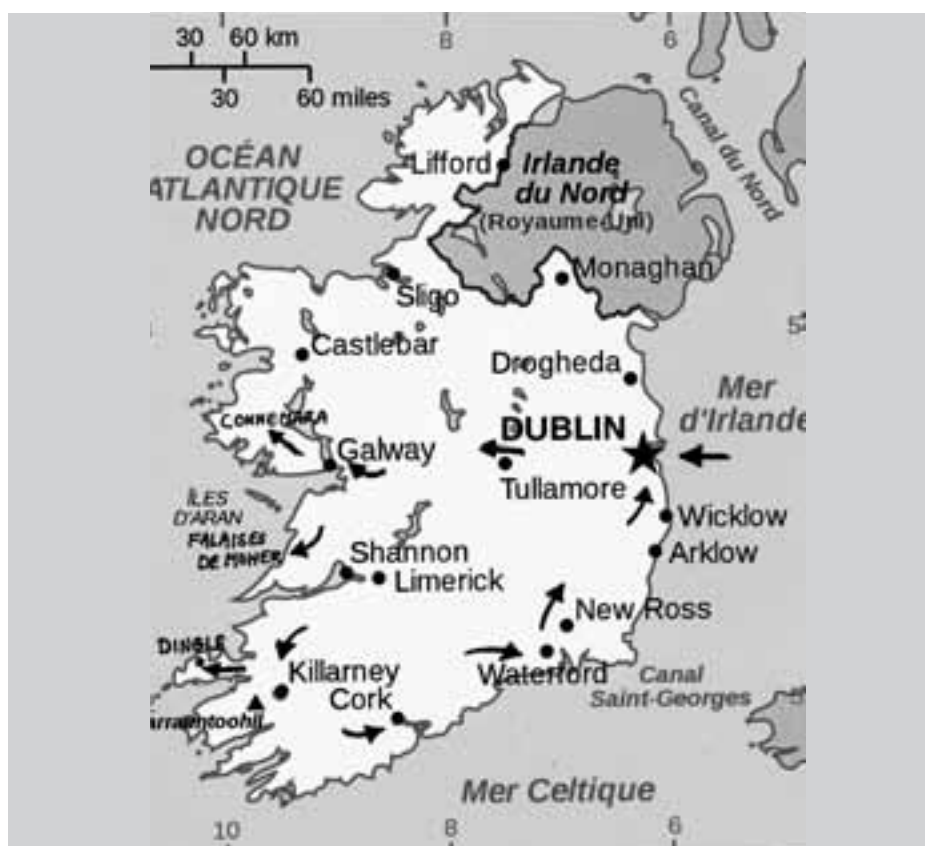 30 60 km
30 60 miles
8
6
Canal du Nord
OCÉAN
ATLANTIQUE
NORD
Lifford
Irlande
du Nord
(Royaume-Uni)
Monaghan
Sligo
Castlebar
Drogheda
Mer
d'Irlande
CONNEMARA
Galway
DUBLIN
Tullamore
ÎLES
D'ARAN
FALAISES
DE MOHER
Wicklow
Arklow
Shannon
Limerick
New Ross
DINGLE
Killarney
Waterford
Cork
Canal
Saint-Georges
arrauntoohil
Mer Celtique
10
8
6